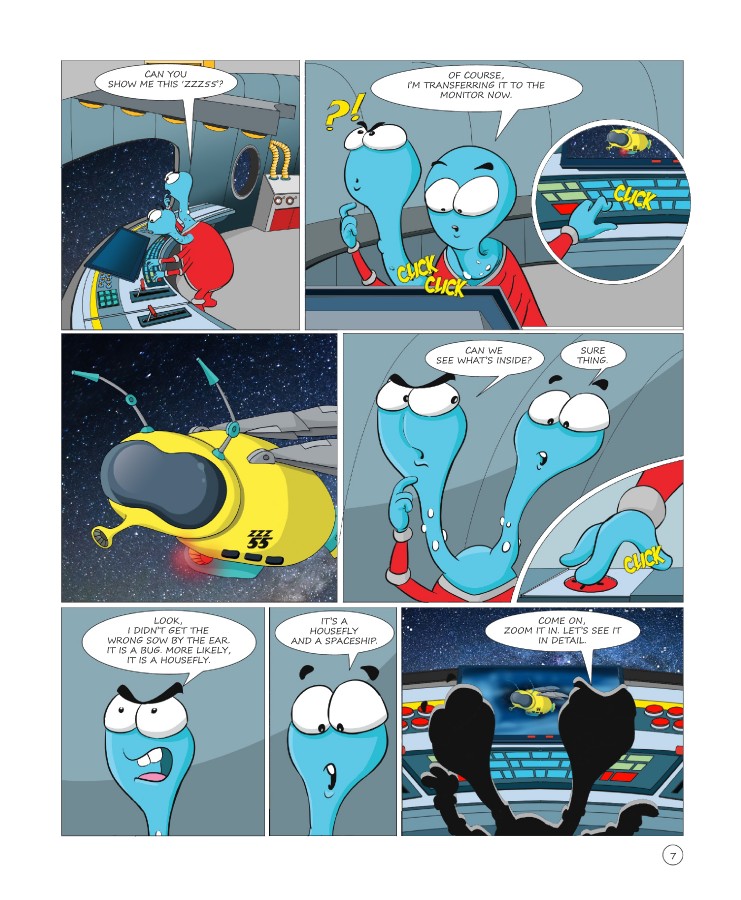 CAN YOU
SHOW ME THIS 'ZZZ55'?
OF COURSE,
I'M TRANSFERRING IT TO THE
MONITOR NOW.
?!
CLICK
CLICK
CLICK
ZZZ
55
CAN WE
SEE WHAT'S INSIDE?
SURE
THING.
CLICK
LOOK,
I DIDN'T GET THE
WRONG SOW BY THE EAR.
IT IS A BUG. MORE LIKELY,
IT IS A HOUSEFLY.
IT'S A
HOUSEFLY
AND A SPACESHIP.
COME ON,
ZOOM IT IN. LET'S SEE IT
IN DETAIL.
7